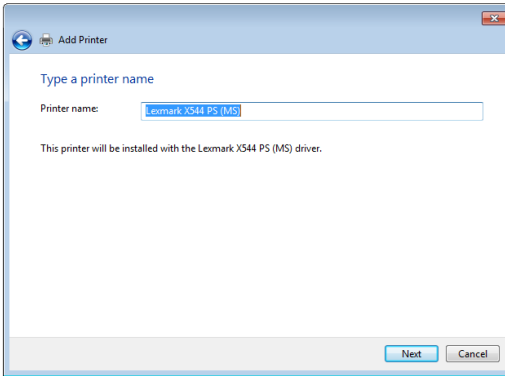 Add Printer
Type a printer name
Printer name: Lexmark X544 PS (MS)
This printer will be installed with the Lexmark X544 PS (MS) driver.
Next Cancel